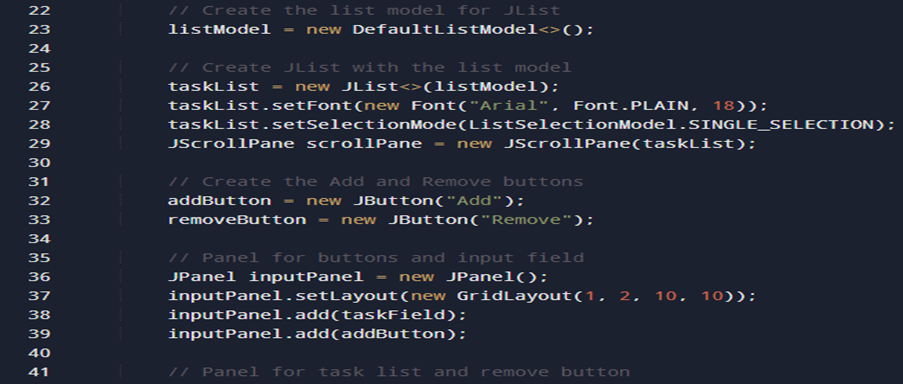 22 // Create the list model for JList
23 listModel = new DefaultListModel<>();
24
25 // Create JList with the list model
26 taskList = new JList<>(listModel);
27 taskList.setFont(new Font("Arial", Font.PLAIN, 18));
28 taskList.setSelectionMode(ListSelectionModel.SINGLE_SELECTION);
29 JScrollPane scrollPane = new JScrollPane(taskList);
30
31 // Create the Add and Remove buttons
32 addButton = new JButton("Add");
33 removeButton = new JButton("Remove");
34
35 // Panel for buttons and input field
36 JPanel inputPanel = new JPanel();
37 inputPanel.setLayout(new GridLayout(1, 2, 10, 10));
38 inputPanel.add(taskField);
39 inputPanel.add(addButton);
40
41 // Panel for task list and remove button